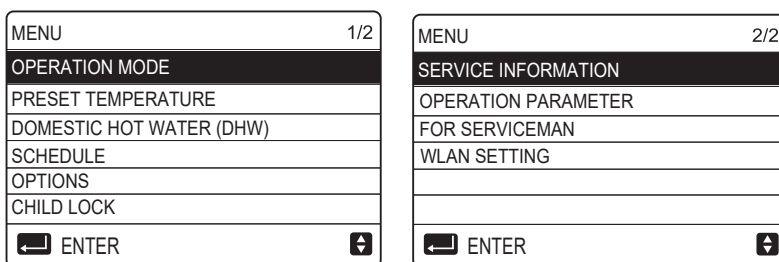 MENU 1/2
OPERATION MODE
PRESET TEMPERATURE
DOMESTIC HOT WATER (DHW)
SCHEDULE
OPTIONS
CHILD LOCK
ENTER
MENU 2/2
SERVICE INFORMATION
OPERATION PARAMETER
FOR SERVICEMAN
WLAN SETTING
ENTER